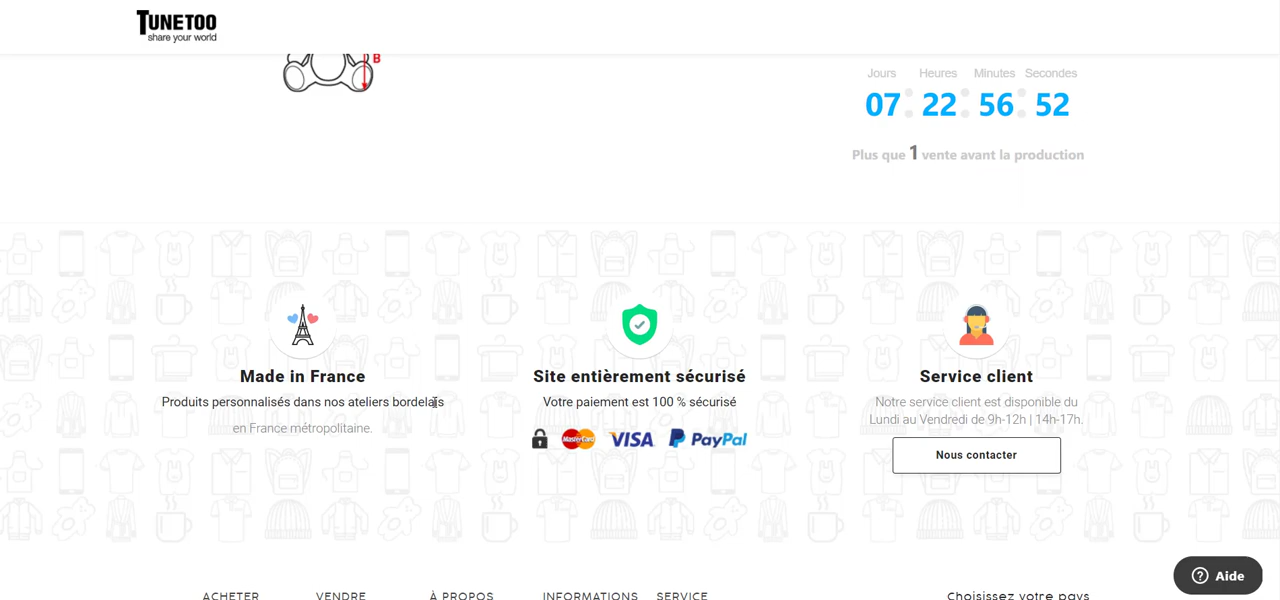 TUNETOO
share your world
B
Jours Heures Minutes Secondes
07 : 22 : 56 : 52
Plus que 1 vente avant la production
Made in France
Produits personnalisés dans nos ateliers bordelais
en France métropolitaine.
Site entièrement sécurisé
Votre paiement est 100 % sécurisé
MasterCard VISA PayPal
Service client
Notre service client est disponible du
Lundi au Vendredi de 9h-12h | 14h-17h.
Nous contacter
Aide
ACHETER VENDRE À PROPOS INFORMATIONS SERVICE Choisissez votre pays